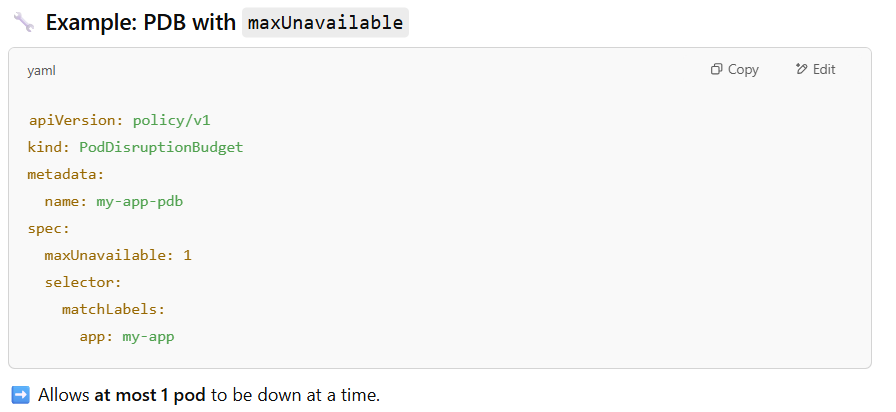 🔧 Example: PDB with maxUnavailable
yaml
Copy
Edit
apiVersion: policy/v1
kind: PodDisruptionBudget
metadata:
  name: my-app-pdb
spec:
  maxUnavailable: 1
  selector:
    matchLabels:
      app: my-app
➡️ Allows at most 1 pod to be down at a time.